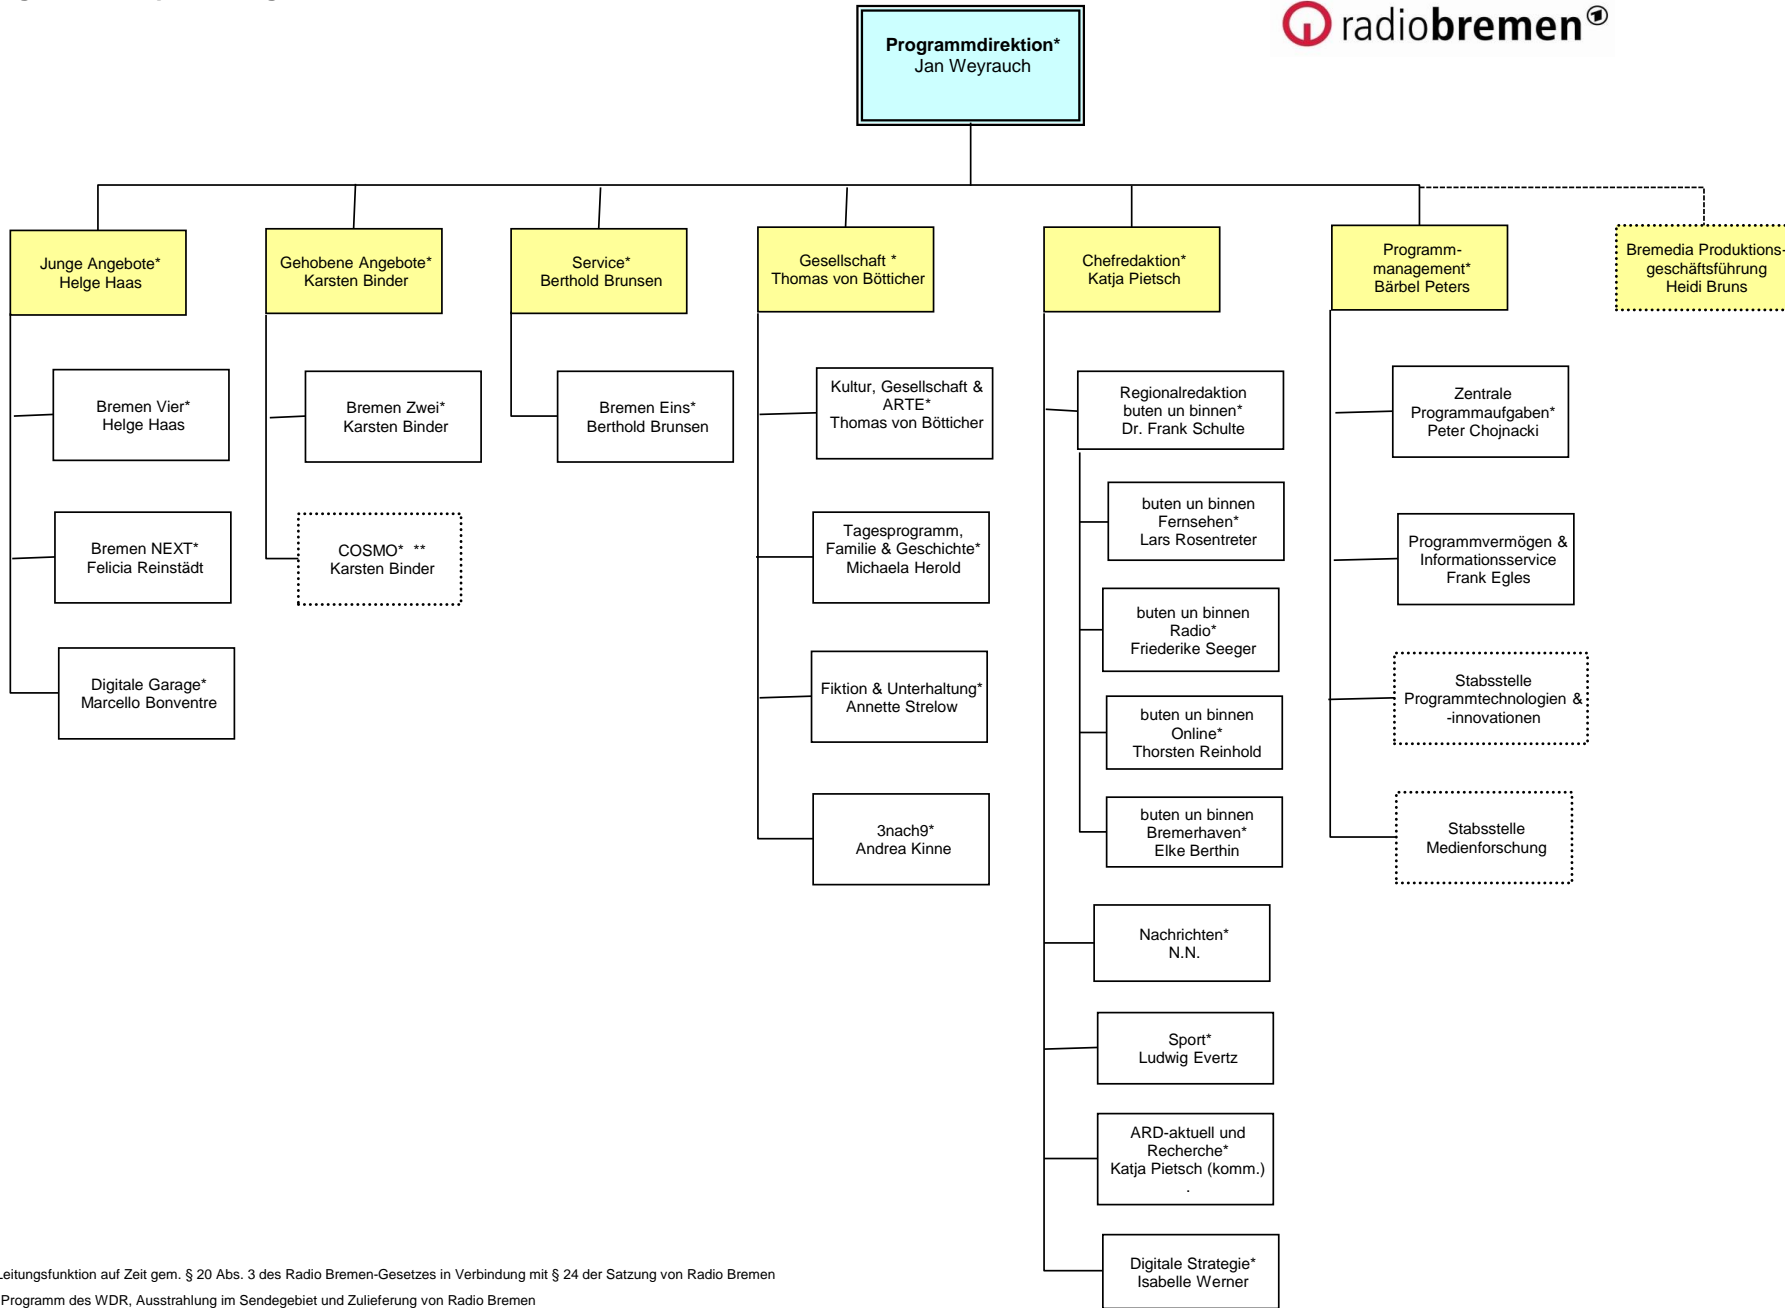 radiobremen
Programmdirektion*
Jan Weyrauch
Junge Angebote*
Helge Haas
Gehobene Angebote*
Karsten Binder
Service*
Berthold Brunsen
Gesellschaft *
Thomas von Bötticher
Chefredaktion*
Katja Pietsch
Programm-
management*
Bärbel Peters
Bremedia Produktions-
geschäftsführung
Heidi Bruns
Bremen Vier*
Helge Haas
Bremen NEXT*
Felicia Reinstädt
Digitale Garage*
Marcello Bonventre
Bremen Zwei*
Karsten Binder
COSMO* **
Karsten Binder
Bremen Eins*
Berthold Brunsen
Kultur, Gesellschaft &
ARTE*
Thomas von Bötticher
Tagesprogramm,
Familie & Geschichte*
Michaela Herold
Fiktion & Unterhaltung*
Annette Strelow
3nach9*
Andrea Kinne
Regionalredaktion
buten un binnen*
Dr. Frank Schulte
buten un binnen
Fernsehen*
Lars Rosentreter
buten un binnen
Radio*
Friederike Seeger
buten un binnen
Online*
Thorsten Reinhold
buten un binnen
Bremerhaven*
Elke Berthin
Nachrichten*
N.N.
Sport*
Ludwig Evertz
ARD-aktuell und
Recherche*
Katja Pietsch (komm.)
.
Digitale Strategie*
Isabelle Werner
Zentrale
Programmaufgaben*
Peter Chojnacki
Programmvermögen &
Informationsservice
Frank Egles
Stabsstelle
Programmtechnologien &
-innovationen
Stabsstelle
Medienforschung
Leitungsfunktion auf Zeit gem. § 20 Abs. 3 des Radio Bremen-Gesetzes in Verbindung mit § 24 der Satzung von Radio Bremen
Programm des WDR, Ausstrahlung im Sendegebiet und Zulieferung von Radio Bremen